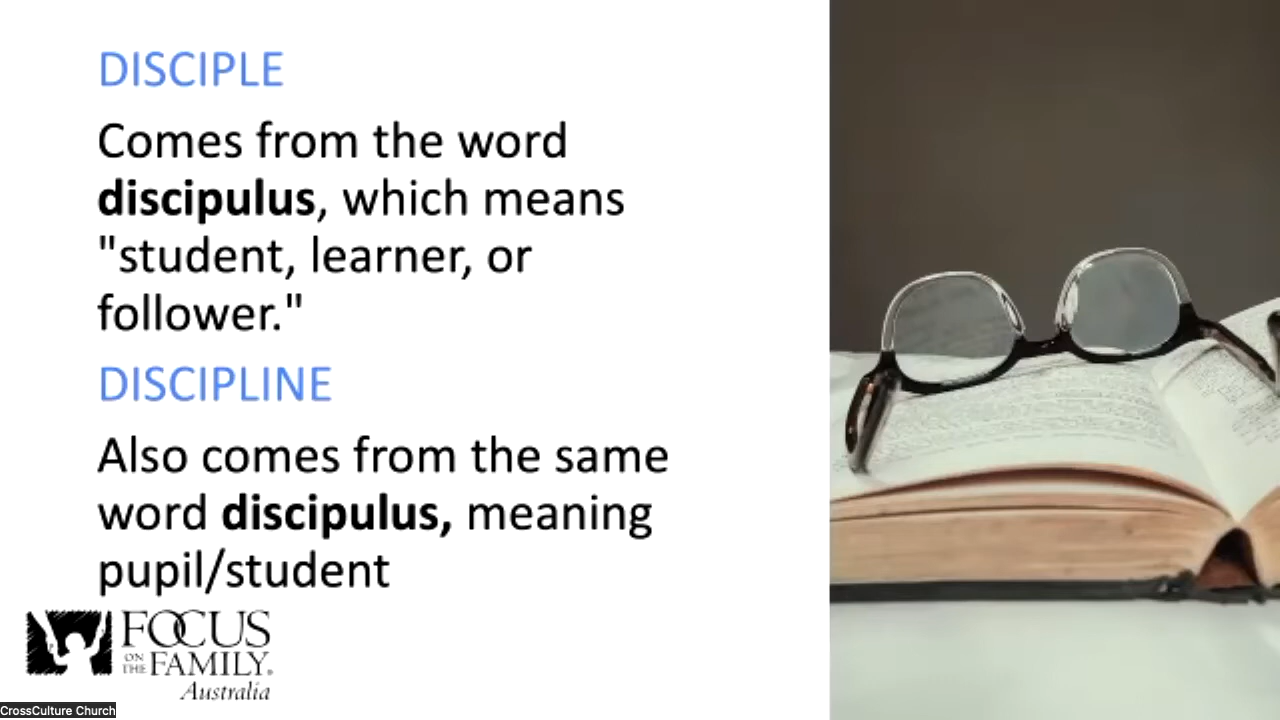 DISCIPLE
Comes from the word
discipulus, which means
"student, learner, or
follower."
DISCIPLINE
Also comes from the same
word discipulus, meaning
pupil/student
FOCUS
ON THE FAMILY.
Australia
CrossCulture Church